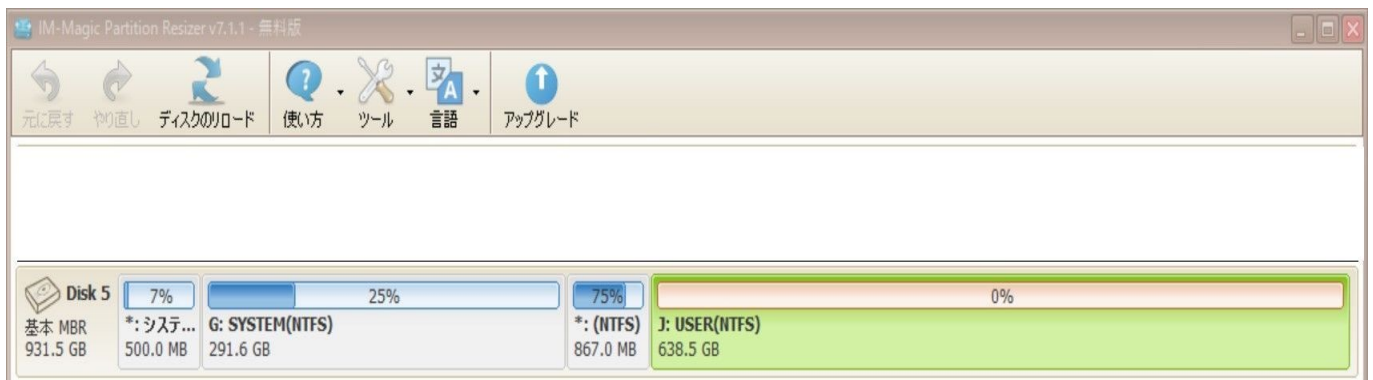 IM-Magic Partition Resizer v7.1.1 - 無料版
元に戻す やり直し ディスクのリロード 使い方 ツール 言語 アップグレード
文 A
Disk 5 7% 25% 75% 0%
基本 MBR *: システ... G: SYSTEM(NTFS) *: (NTFS) J: USER(NTFS)
931.5 GB 500.0 MB 291.6 GB 867.0 MB 638.5 GB